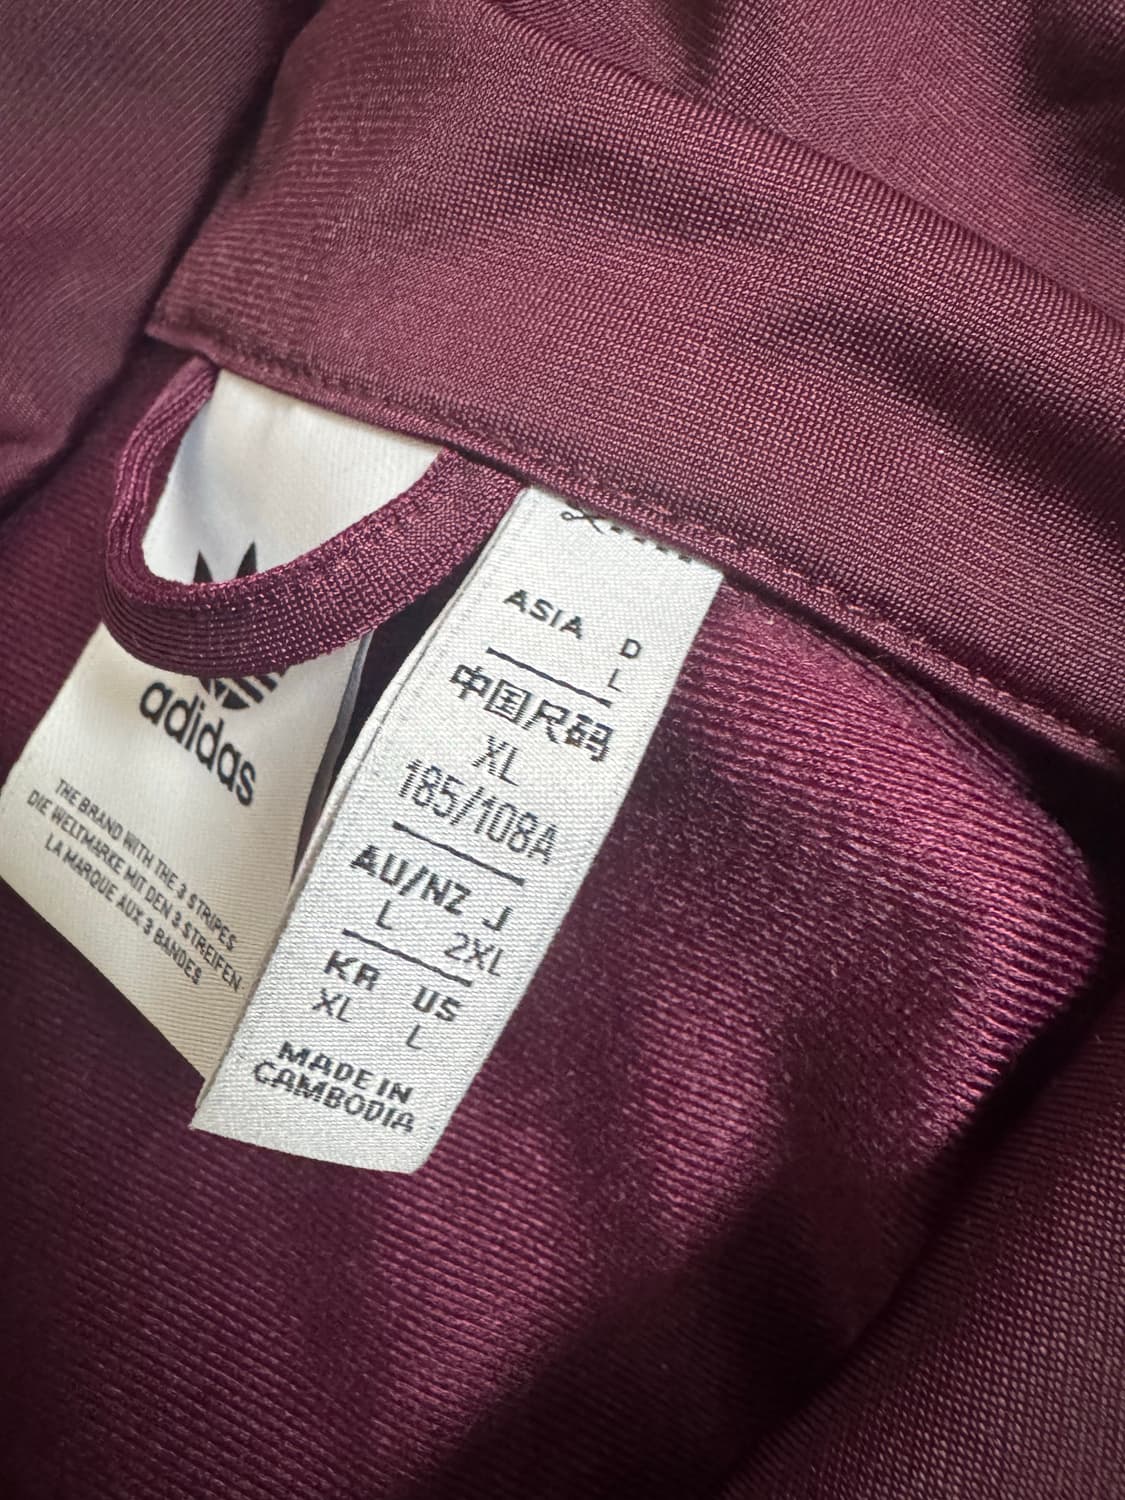 adidas
THE BRAND WITH THE 3 STRIPES
DIE WELTMARKE MIT DEN 3 STREIFEN
LA MARQUE AUX 3 BANDES
ASIA D
L
中国尺码
XL
185/108A
AU/NZ J
L 2XL
KR US
XL L
MADE IN
CAMBODIA